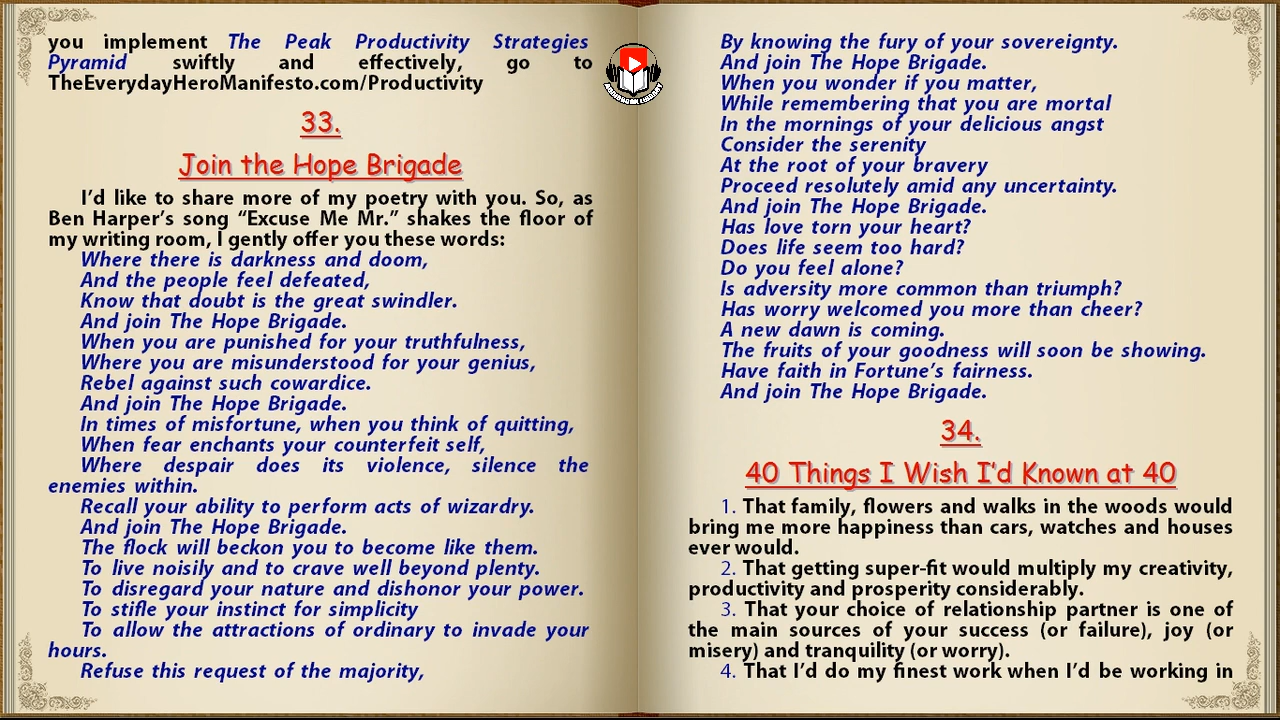 you implement The Peak Productivity Strategies
Pyramid swiftly and effectively, go to
TheEverydayHeroManifesto.com/Productivity
33.
Join the Hope Brigade
I’d like to share more of my poetry with you. So, as
Ben Harper’s song “Excuse Me Mr.” shakes the floor of
my writing room, I gently offer you these words:
Where there is darkness and doom,
And the people feel defeated,
Know that doubt is the great swindler.
And join The Hope Brigade.
When you are punished for your truthfulness,
Where you are misunderstood for your genius,
Rebel against such cowardice.
And join The Hope Brigade.
In times of misfortune, when you think of quitting,
When fear enchants your counterfeit self,
Where despair does its violence, silence the
enemies within.
Recall your ability to perform acts of wizardry.
And join The Hope Brigade.
The flock will beckon you to become like them.
To live noisily and to crave well beyond plenty.
To disregard your nature and dishonor your power.
To stifle your instinct for simplicity
To allow the attractions of ordinary to invade your
hours.
Refuse this request of the majority,
By knowing the fury of your sovereignty.
And join The Hope Brigade.
When you wonder if you matter,
While remembering that you are mortal
In the mornings of your delicious angst
Consider the serenity
At the root of your bravery
Proceed resolutely amid any uncertainty.
And join The Hope Brigade.
Has love torn your heart?
Does life seem too hard?
Do you feel alone?
Is adversity more common than triumph?
Has worry welcomed you more than cheer?
A new dawn is coming.
The fruits of your goodness will soon be showing.
Have faith in Fortune’s fairness.
And join The Hope Brigade.
34.
40 Things I Wish I’d Known at 40
1. That family, flowers and walks in the woods would
bring me more happiness than cars, watches and houses
ever would.
2. That getting super-fit would multiply my creativity,
productivity and prosperity considerably.
3. That your choice of relationship partner is one of
the main sources of your success (or failure), joy (or
misery) and tranquility (or worry).
4. That I’d do my finest work when I’d be working in